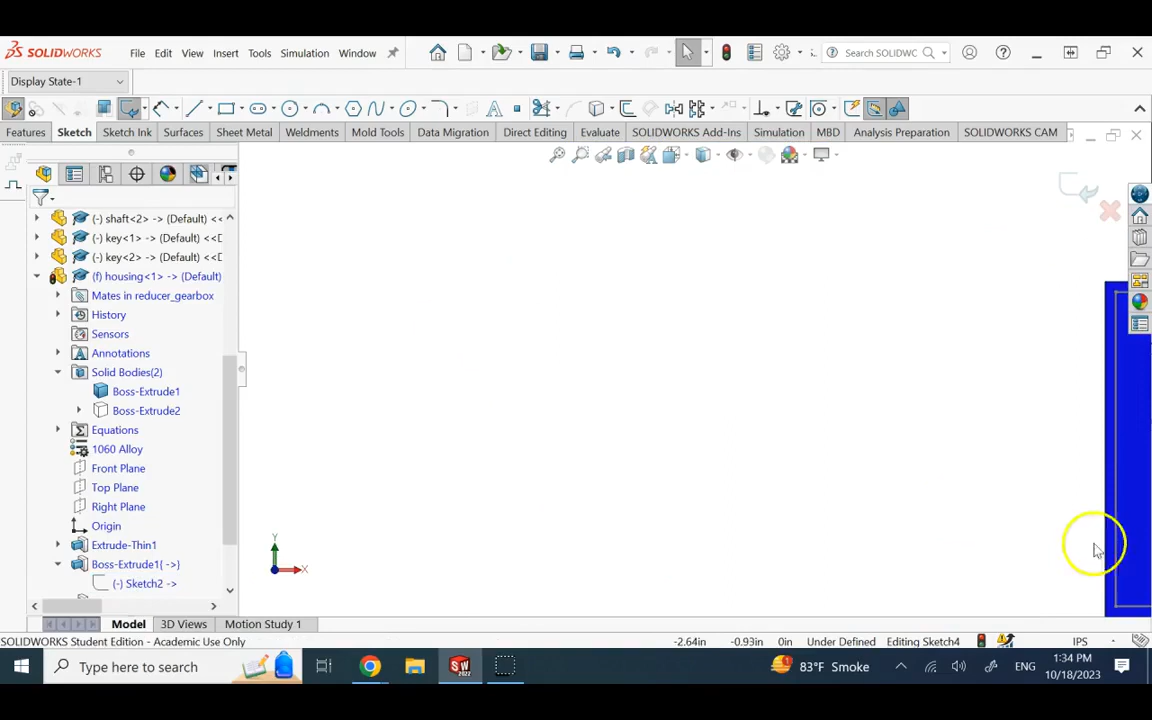 SOLIDWORKS File Edit View Insert Tools Simulation Window Search SOLIDWC
Display State-1
Features Sketch Sketch Ink Surfaces Sheet Metal Weldments Mold Tools Data Migration Direct Editing Evaluate SOLIDWORKS Add-Ins Simulation MBD Analysis Preparation SOLIDWORKS CAM
(-) shaft<2> -> (Default) <<
(-) key<1> -> (Default) <<D
(-) key<2> -> (Default) <<D
(f) housing<1> -> (Default)
Mates in reducer_gearbox
History
Sensors
Annotations
Solid Bodies(2)
Boss-Extrude1
Boss-Extrude2
Equations
1060 Alloy
Front Plane
Top Plane
Right Plane
Origin
Extrude-Thin1
Boss-Extrude1( ->)
(-) Sketch2 ->
Y
X
Model 3D Views Motion Study 1
SOLIDWORKS Student Edition - Academic Use Only -2.64in -0.93in 0in Under Defined Editing Sketch4 IPS
Type here to search 83°F Smoke ENG 1:34 PM
10/18/2023